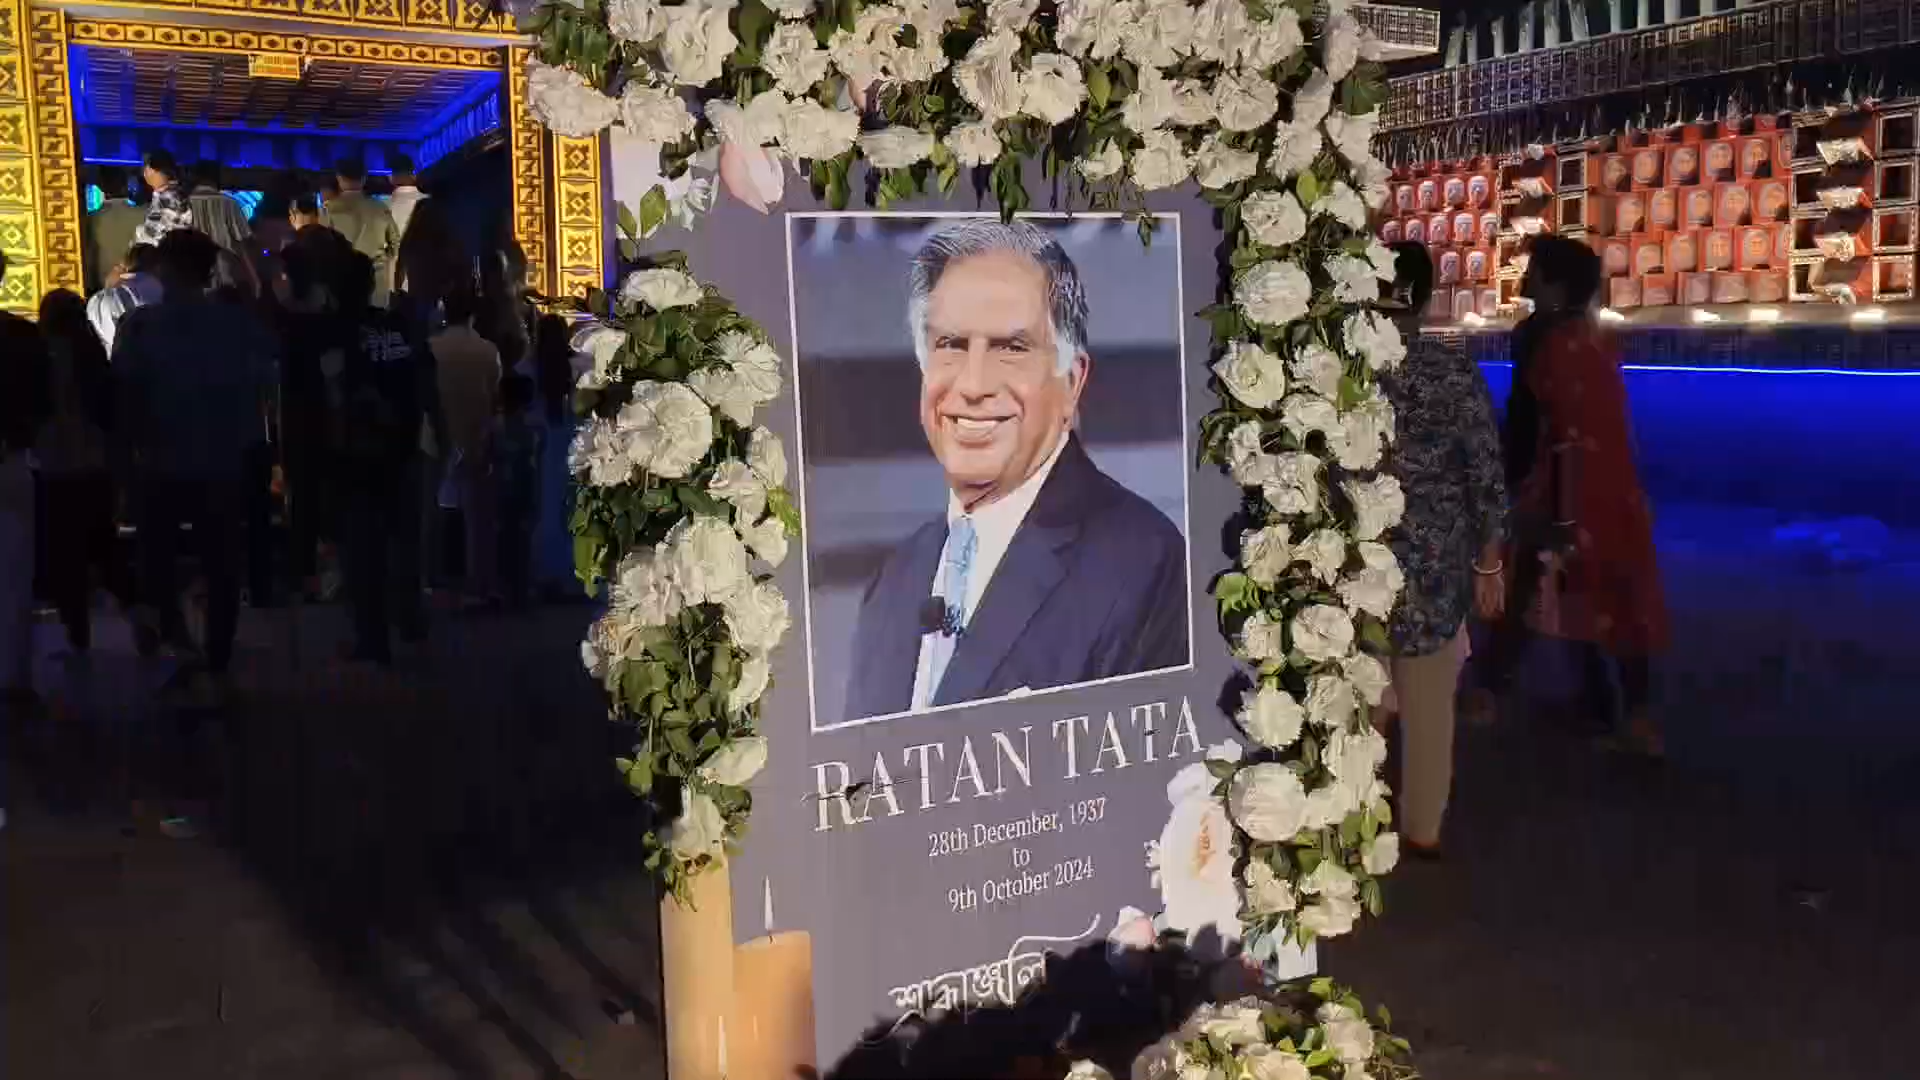 RATAN TATA
28th December, 1937
to
9th October 2024
শ্রদ্ধাঞ্জলি